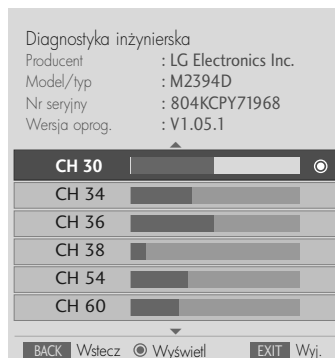 Diagnostyka inżynierska
Producent : LG Electronics Inc.
Model/typ : M2394D
Nr seryjny : 804KCPY71968
Wersja oprog. : V1.05.1
CH 30
CH 34
CH 36
CH 38
CH 54
CH 60
BACK Wstecz Wyświetl EXIT Wyj.